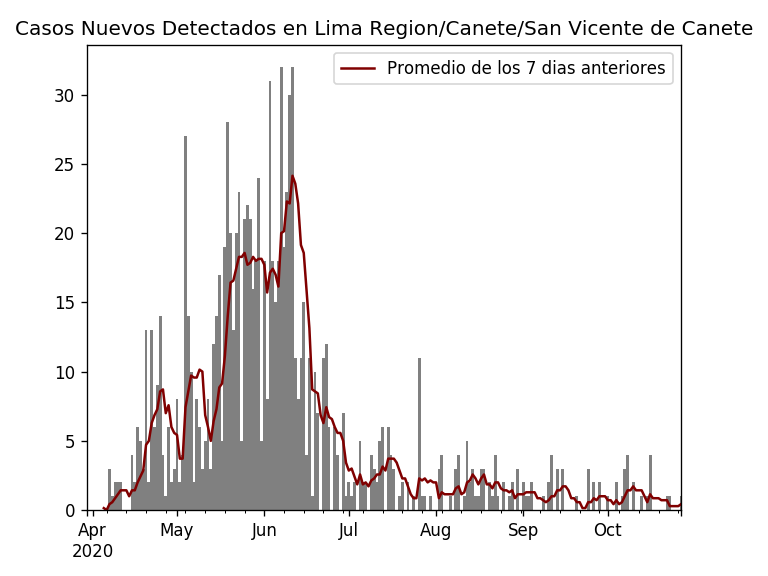 Casos Nuevos Detectados en Lima Region/Canete/San Vicente de Canete
Promedio de los 7 dias anteriores
30
25
20
15
10
5
0
Apr May Jun Jul Aug Sep Oct
2020